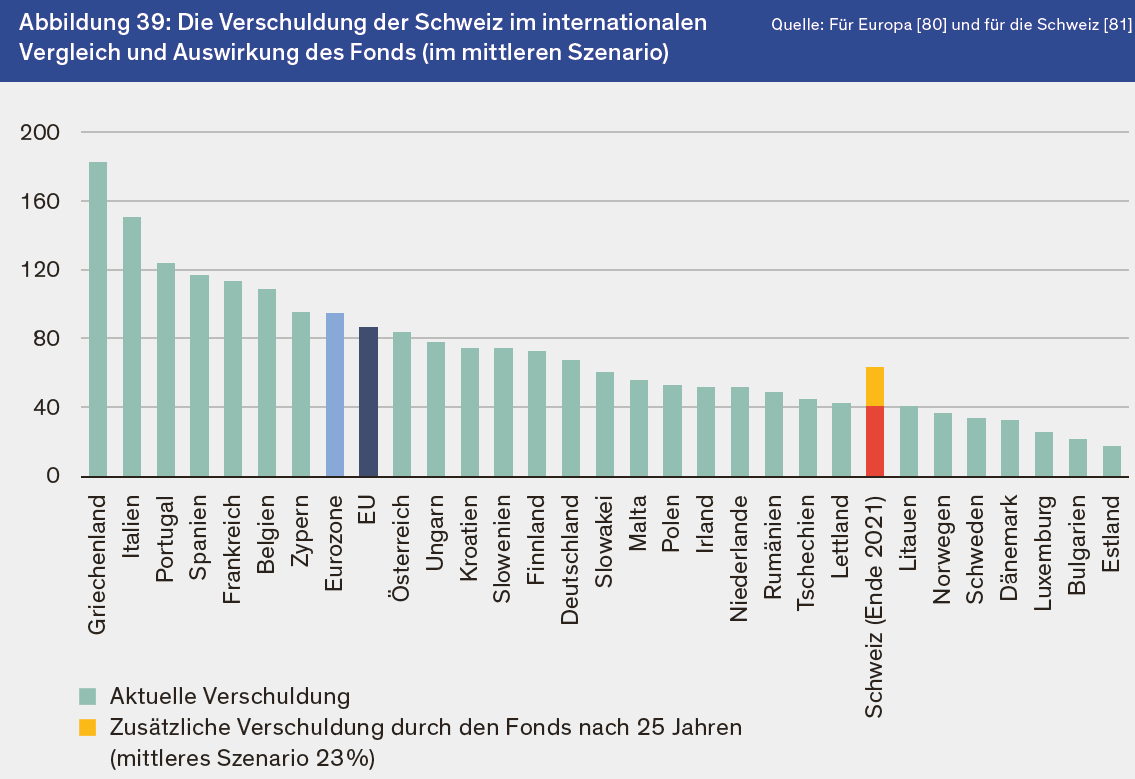 Abbildung 39: Die Verschuldung der Schweiz im internationalen
Vergleich und Auswirkung des Fonds (im mittleren Szenario)
Quelle: Für Europa [80] und für die Schweiz [81]
200
160
120
80
40
0
Griechenland
Italien
Portugal
Spanien
Frankreich
Belgien
Zypern
Eurozone
EU
Österreich
Ungarn
Kroatien
Slowenien
Finnland
Deutschland
Slowakei
Malta
Polen
Irland
Niederlande
Rumänien
Tschechien
Lettland
Schweiz (Ende 2021)
Litauen
Norwegen
Schweden
Dänemark
Luxemburg
Bulgarien
Estland
Aktuelle Verschuldung
Zusätzliche Verschuldung durch den Fonds nach 25 Jahren
(mittleres Szenario 23%)